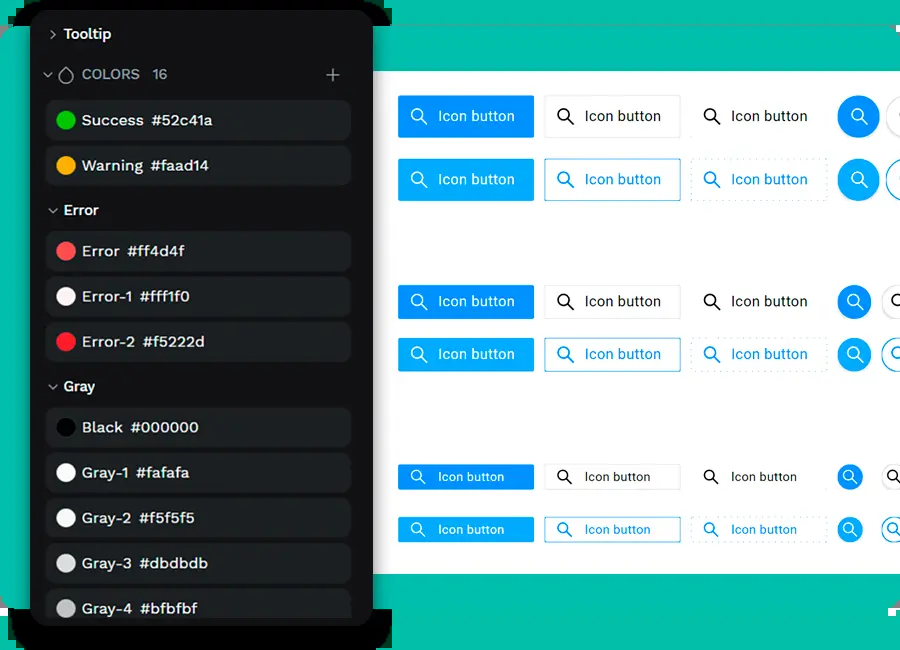 Tooltip
COLORS 16
Success #52c41a
Warning #faad14
Error
Error #ff4d4f
Error-1 #fff1f0
Error-2 #f5222d
Gray
Black #000000
Gray-1 #fafafa
Gray-2 #f5f5f5
Gray-3 #dbdbdb
Gray-4 #bfbfbf
Icon button Icon button Icon button
Icon button Icon button Icon button
Icon button Icon button Icon button
Icon button Icon button Icon button
Icon button Icon button Icon button
Icon button Icon button Icon button